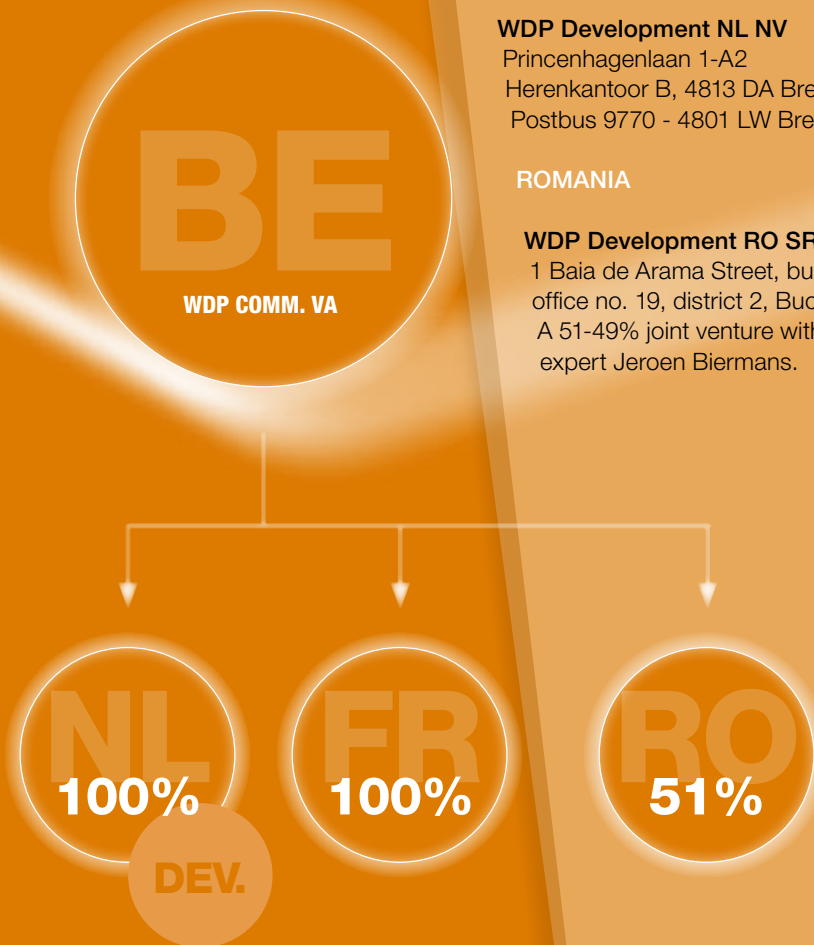 WDP Development NL NV
Princenhagenlaan 1-A2
Herenkantoor B, 4813 DA
Postbus 9770 - 4801 LW
ROMANIA
WDP Development RO
1 Baia de Arama Street,
office no. 19, district 2,
A 51-49% joint venture
expert Jeroen Biermans.
BE
WDP COMM. VA
NL
100%
FR
100%
RO
51%
DEV.